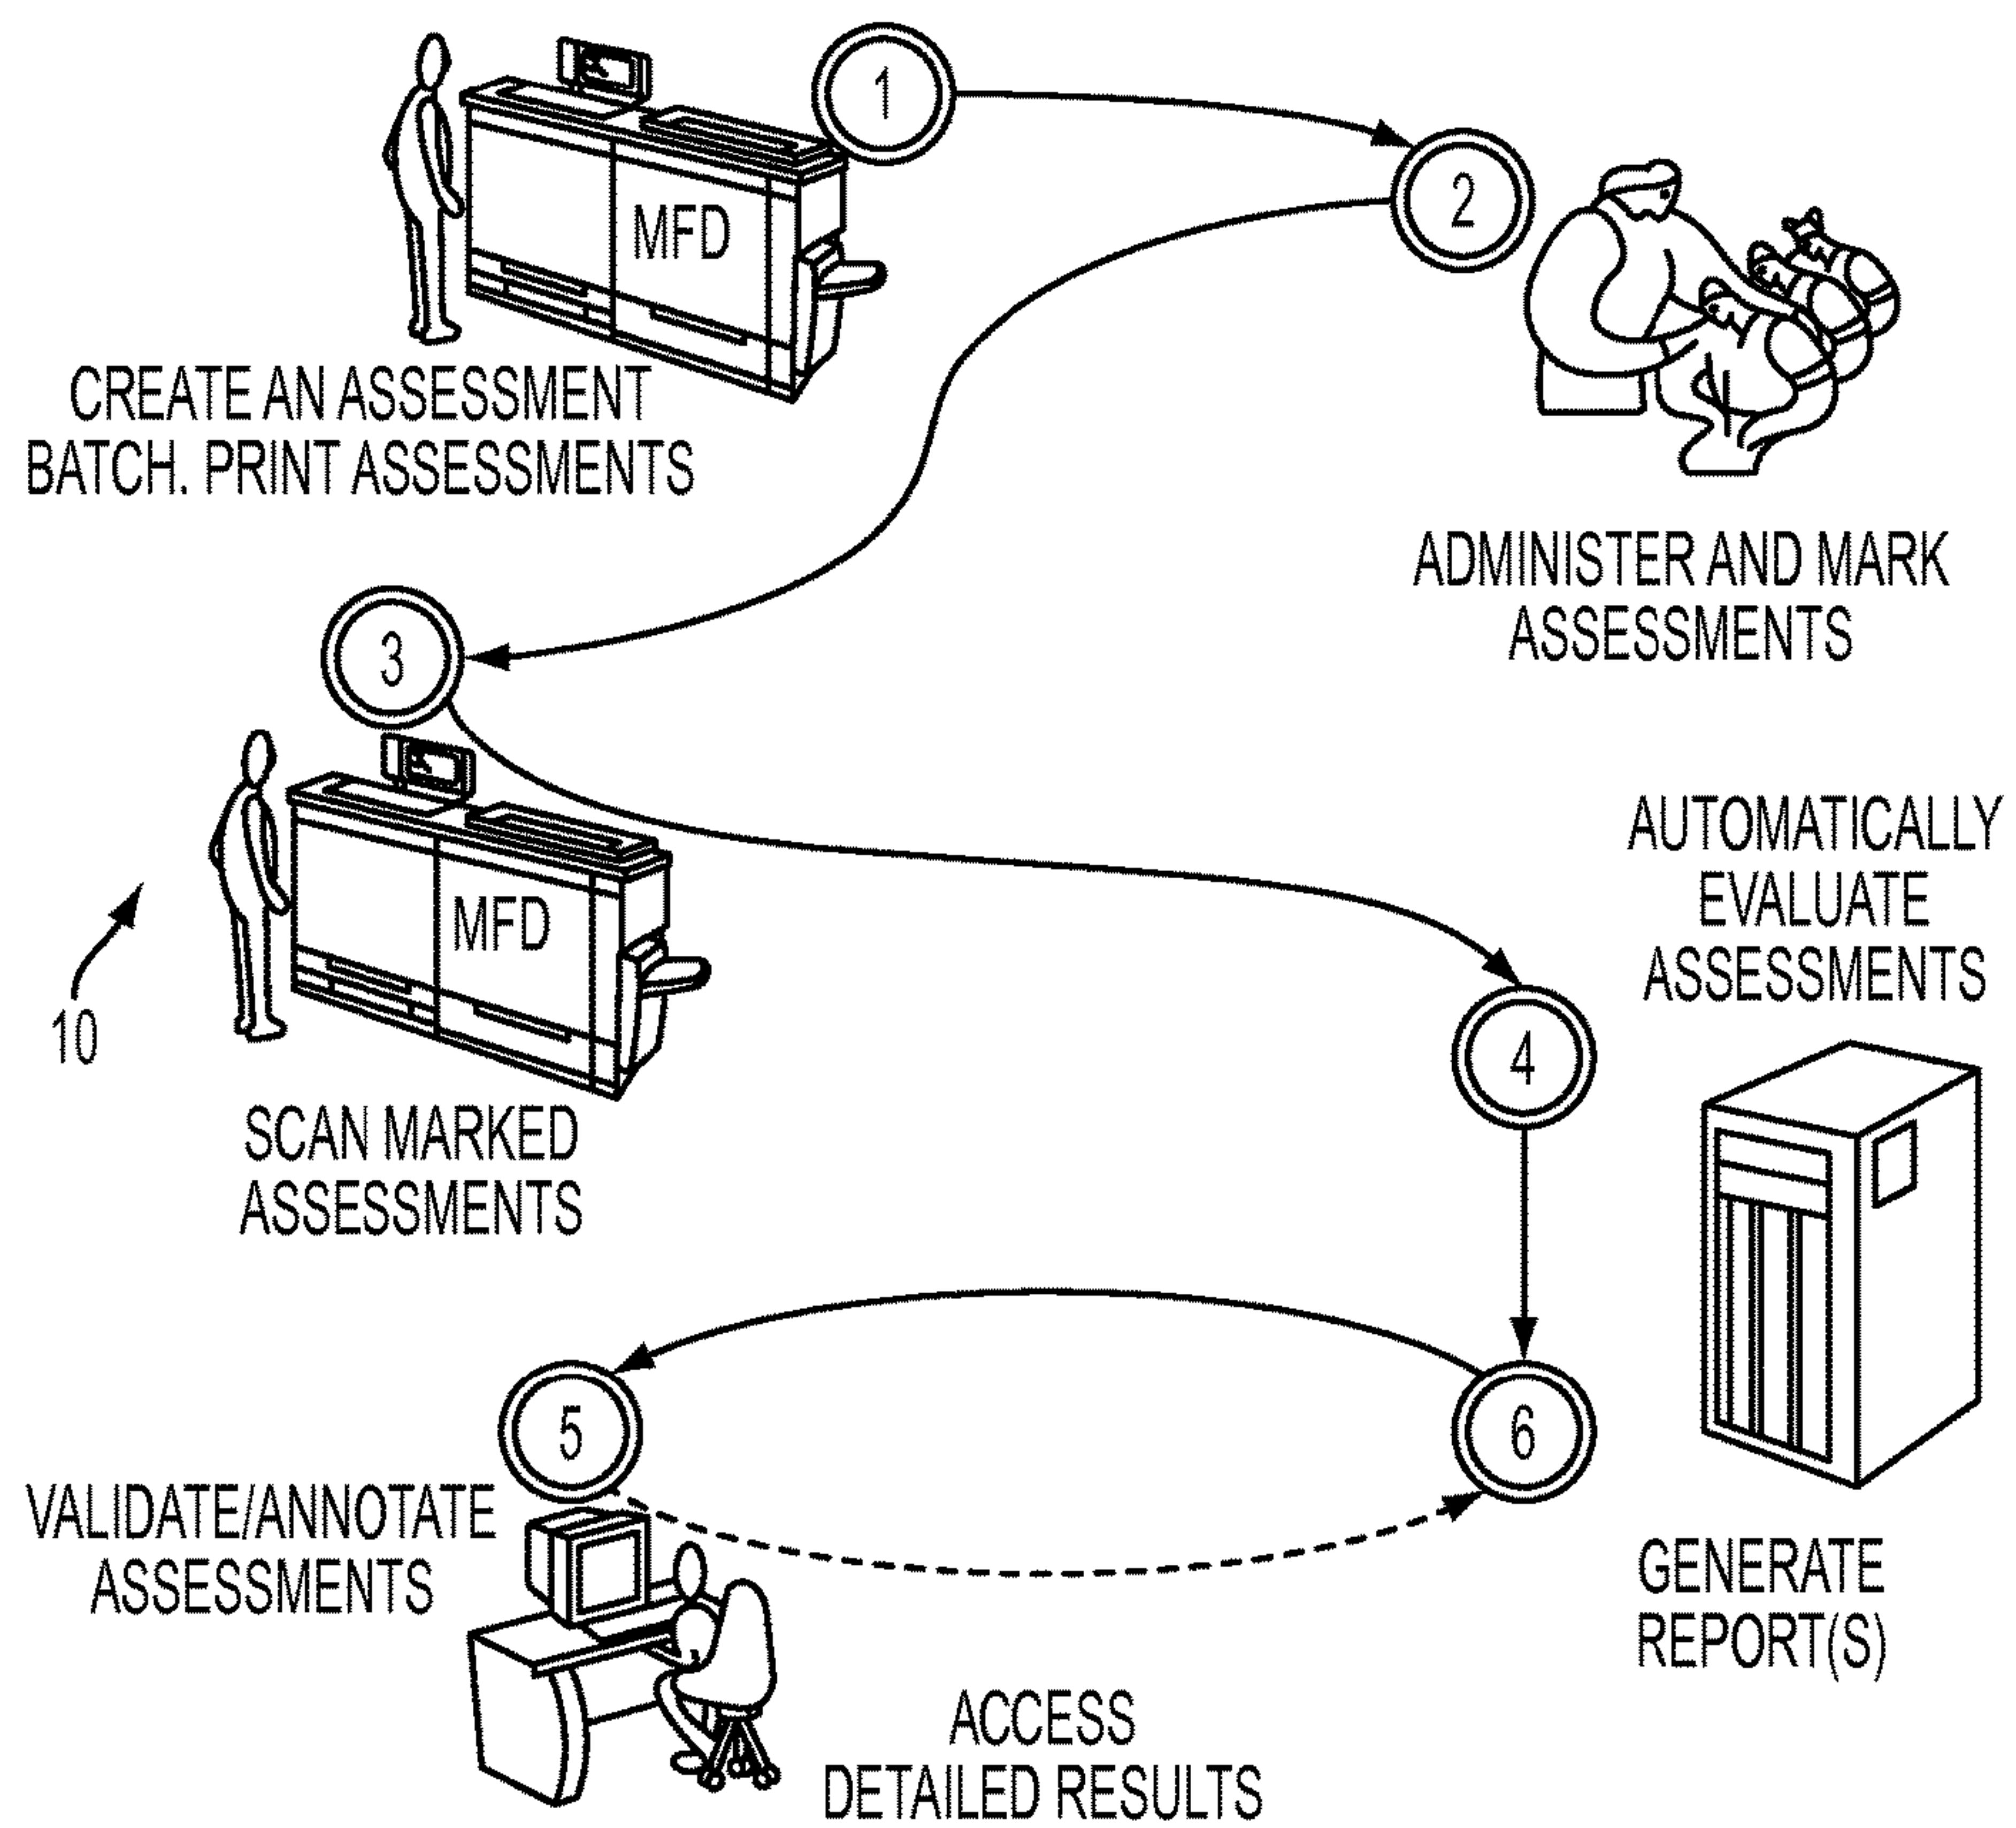 1
MFD
2
CREATE AN ASSESSMENT
BATCH. PRINT ASSESSMENTS
ADMINISTER AND MARK
ASSESSMENTS
3
MFD
10
SCAN MARKED
ASSESSMENTS
AUTOMATICALLY
EVALUATE
ASSESSMENTS
4
5
6
VALIDATE/ANNOTATE
ASSESSMENTS
GENERATE
REPORT(S)
ACCESS
DETAILED RESULTS